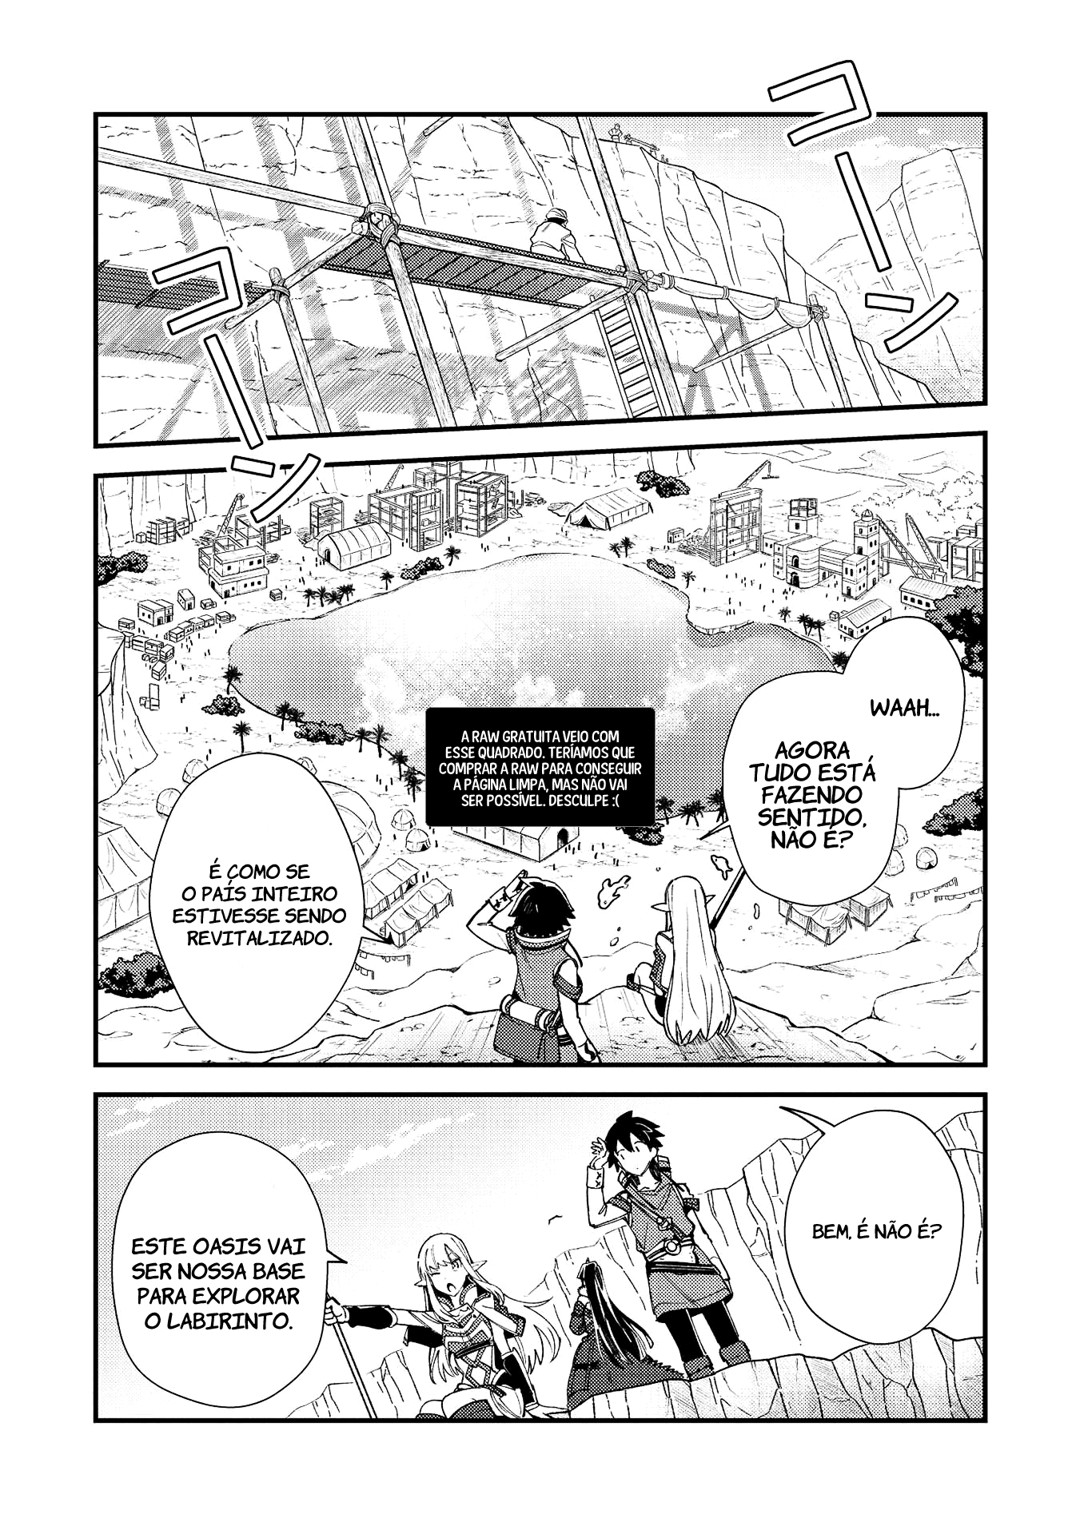 コーン
コーン
WAAH...
AGORA
TUDO ESTÁ
FAZENDO
SENTIDO,
NÃO É?
A RAW GRATUITA VEIO COM
ESSE QUADRADO. TERÍAMOS QUE
COMPRAR A RAW PARA CONSEGUIR
A PÁGINA LIMPA, MAS NÃO VAI
SER POSSÍVEL. DESCULPE :(
É COMO SE
O PAÍS INTEIRO
ESTIVESSE SENDO
REVITALIZADO.
BEM, É NÃO É?
ESTE OASIS VAI
SER NOSSA BASE
PARA EXPLORAR
O LABIRINTO.